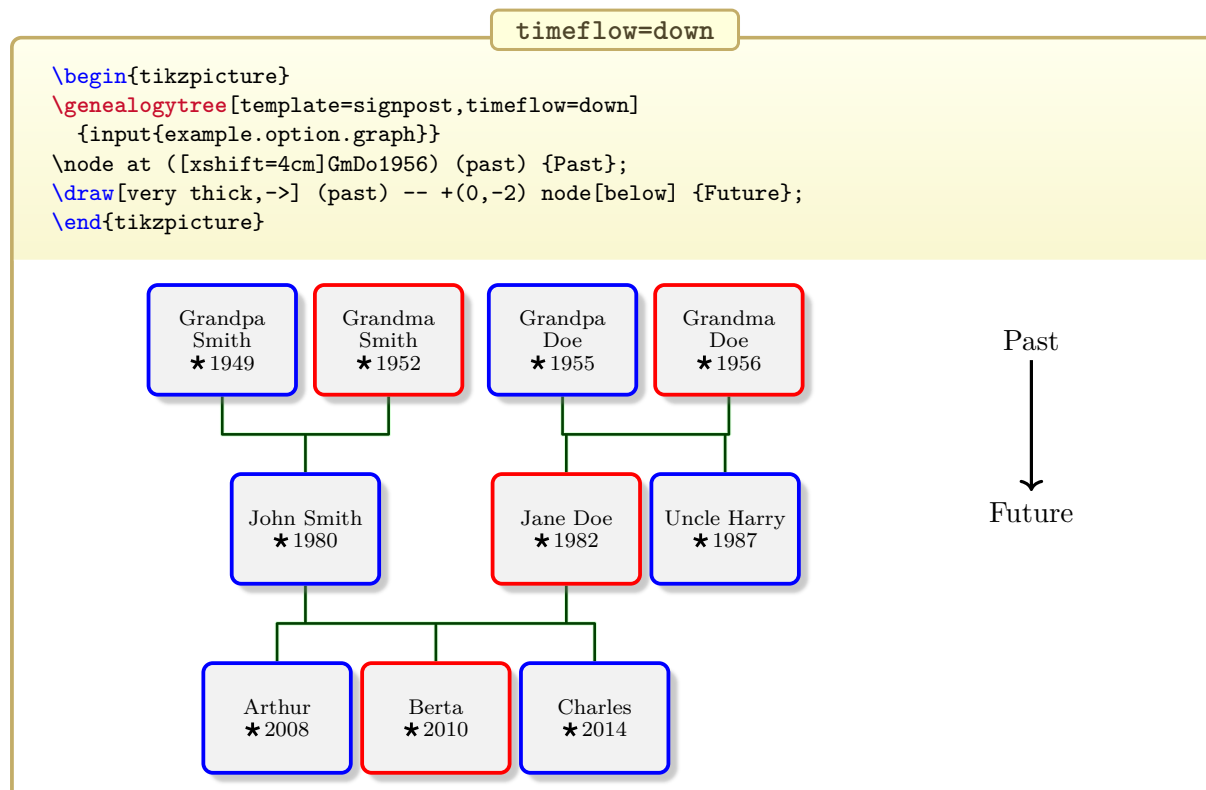 timeflow=down
\begin{tikzpicture}
\genealogytree[template=signpost,timeflow=down]
  {input{example.option.graph}}
\node at ([xshift=4cm]GmDo1956) (past) {Past};
\draw[very thick,->] (past) -- +(0,-2) node[below] {Future};
\end{tikzpicture}
Grandpa
Smith
★1949
Grandma
Smith
★1952
Grandpa
Doe
★1955
Grandma
Doe
★1956
Past
John Smith
★1980
Jane Doe
★1982
Uncle Harry
★1987
Future
Arthur
★2008
Berta
★2010
Charles
★2014